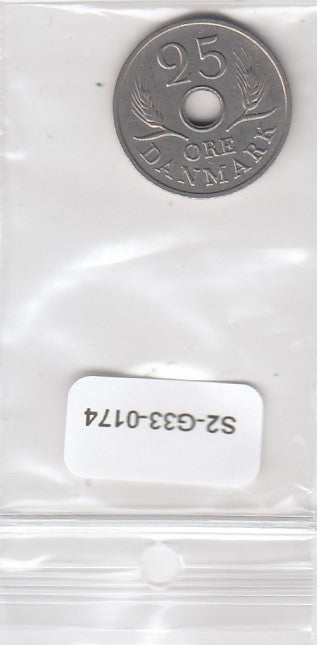 25
ØRE
DANMARK
S2-G33-0174